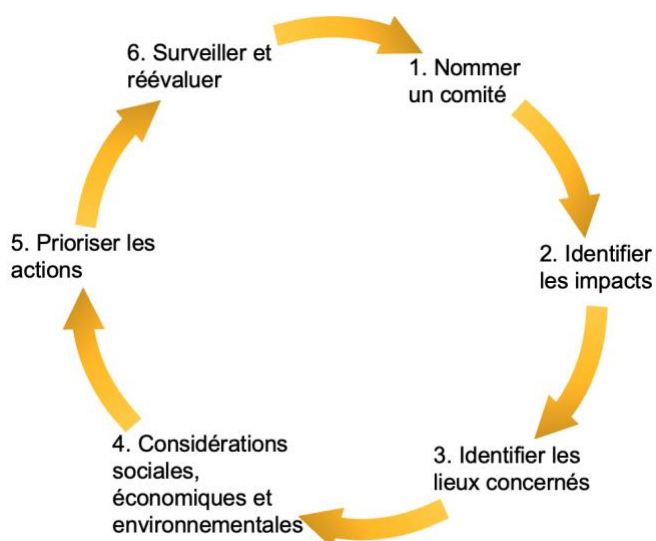 1. Nommer
un comité
2. Identifier
les impacts
3. Identifier les
lieux concernés
4. Considérations
sociales,
économiques et
environnementales
5. Prioriser les
actions
6. Surveiller et
réévaluer